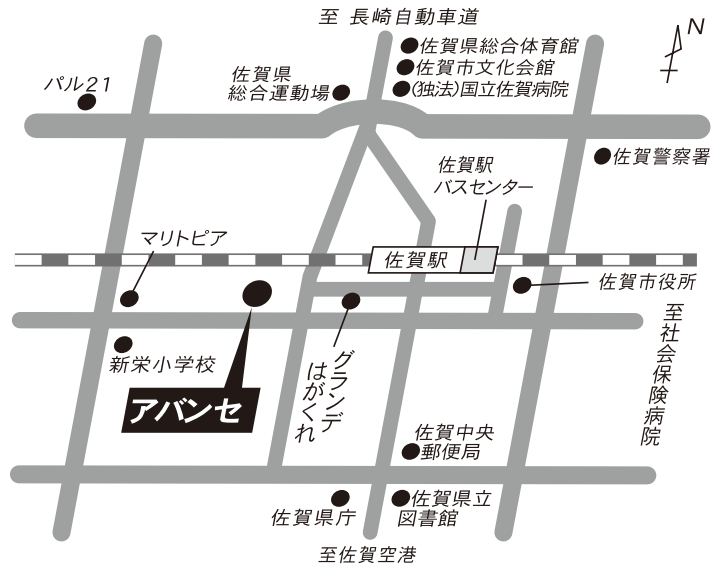 至 長崎自動車道
N
佐賀県総合体育館
佐賀市文化会館
(独法)国立佐賀病院
佐賀県
総合運動場
パル21
佐賀警察署
佐賀駅
バスセンター
マリトピア
佐賀駅
佐賀市役所
至社会保険病院
新栄小学校
アバンセ
グランデ
はがくれ
佐賀中央
郵便局
佐賀県庁
佐賀県立
図書館
至佐賀空港